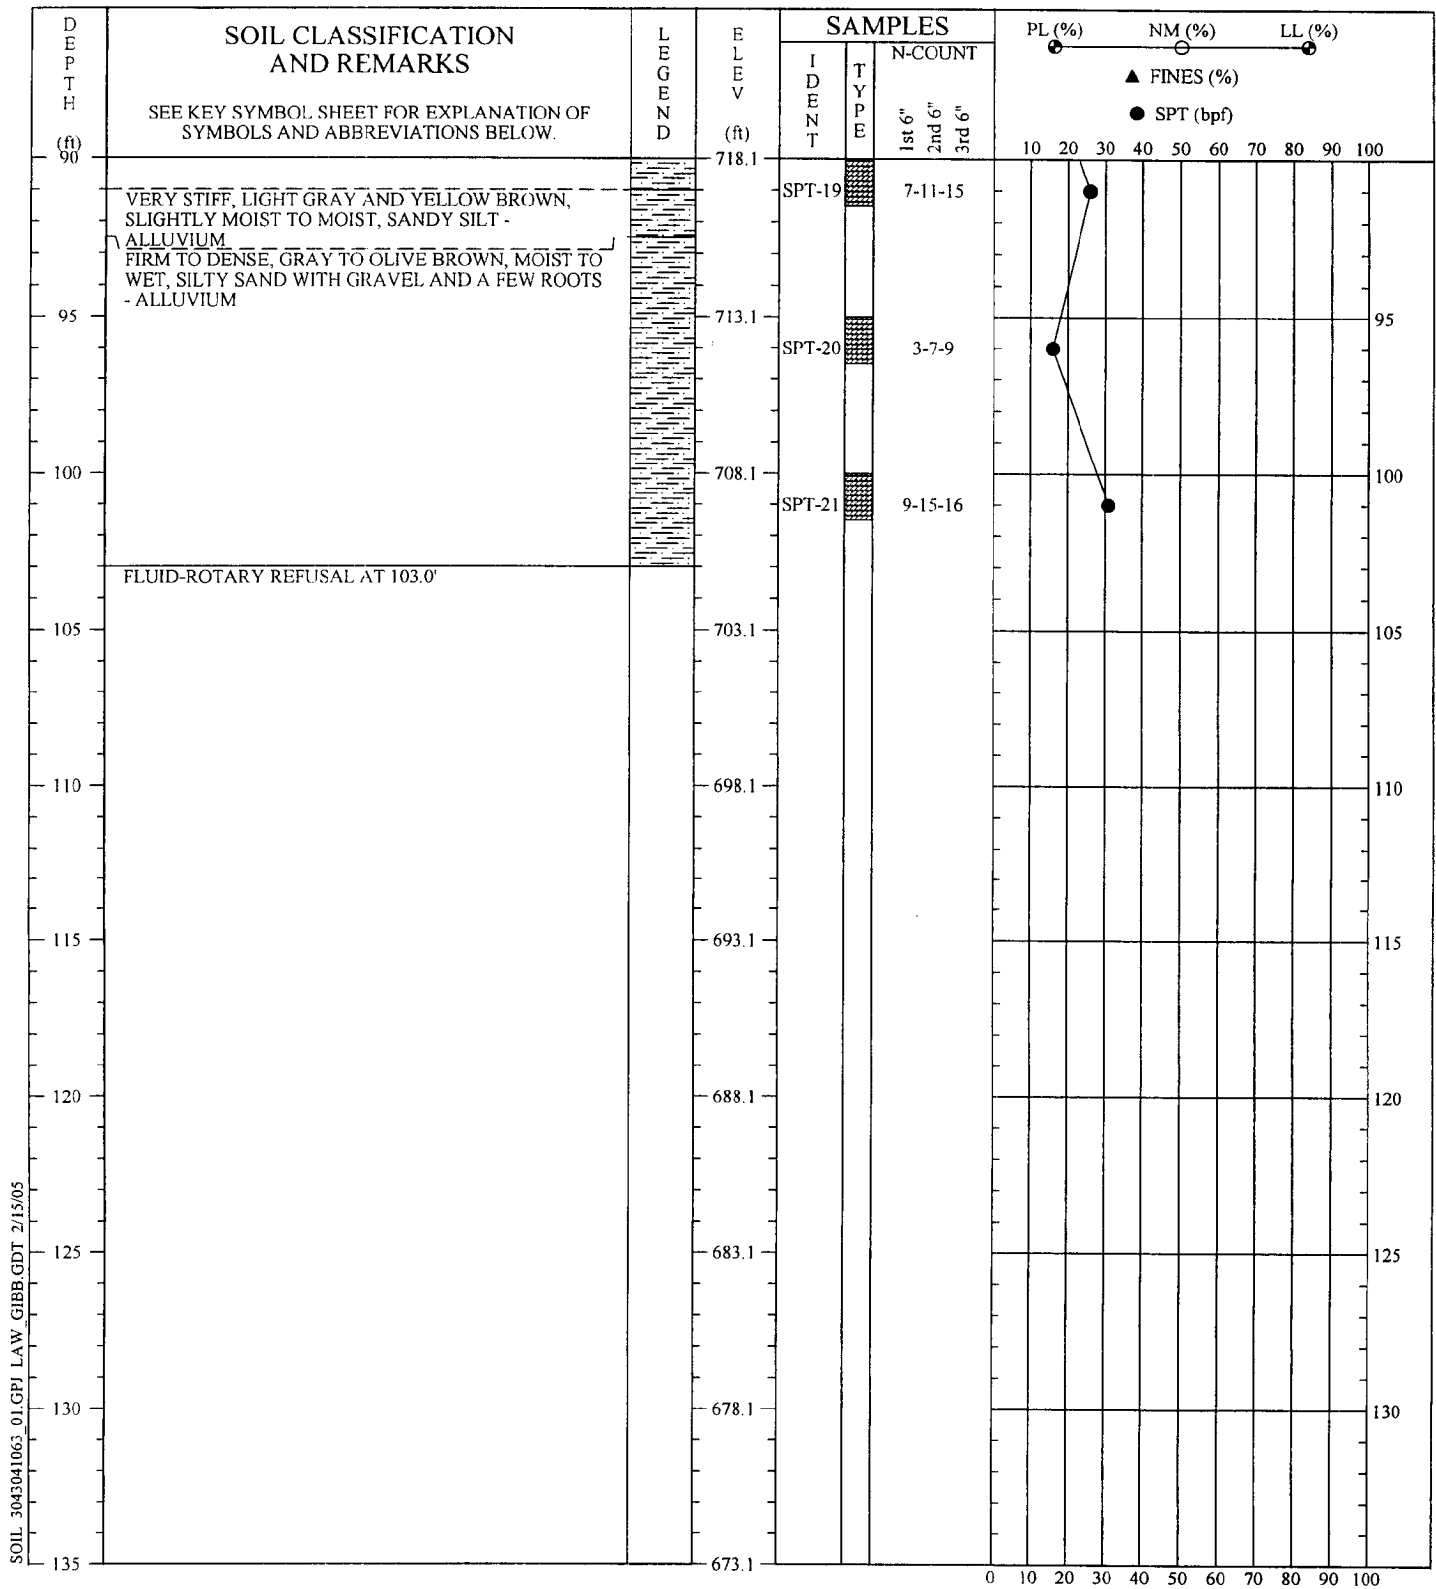 DEPTH (ft)
SOIL CLASSIFICATION
AND REMARKS
SEE KEY SYMBOL SHEET FOR EXPLANATION OF
SYMBOLS AND ABBREVIATIONS BELOW.
LEGEND
ELEV (ft)
SAMPLES
IDENT
TYPE
N-COUNT
1st 6"
2nd 6"
3rd 6"
PL (%) NM (%) LL (%)
▲ FINES (%)
● SPT (bpf)
10 20 30 40 50 60 70 80 90 100
90 718.1
VERY STIFF, LIGHT GRAY AND YELLOW BROWN,
SLIGHTLY MOIST TO MOIST, SANDY SILT -
ALLUVIUM
SPT-19 7-11-15
FIRM TO DENSE, GRAY TO OLIVE BROWN, MOIST TO
WET, SILTY SAND WITH GRAVEL AND A FEW ROOTS
- ALLUVIUM
95 713.1 95
SPT-20 3-7-9
100 708.1 100
SPT-21 9-15-16
FLUID-ROTARY REFUSAL AT 103.0'
105 703.1 105
110 698.1 110
115 693.1 115
120 688.1 120
125 683.1 125
130 678.1 130
135 673.1
0 10 20 30 40 50 60 70 80 90 100
SOIL 3043041063_01.GPJ LAW_GIBB.GDT 2/15/05